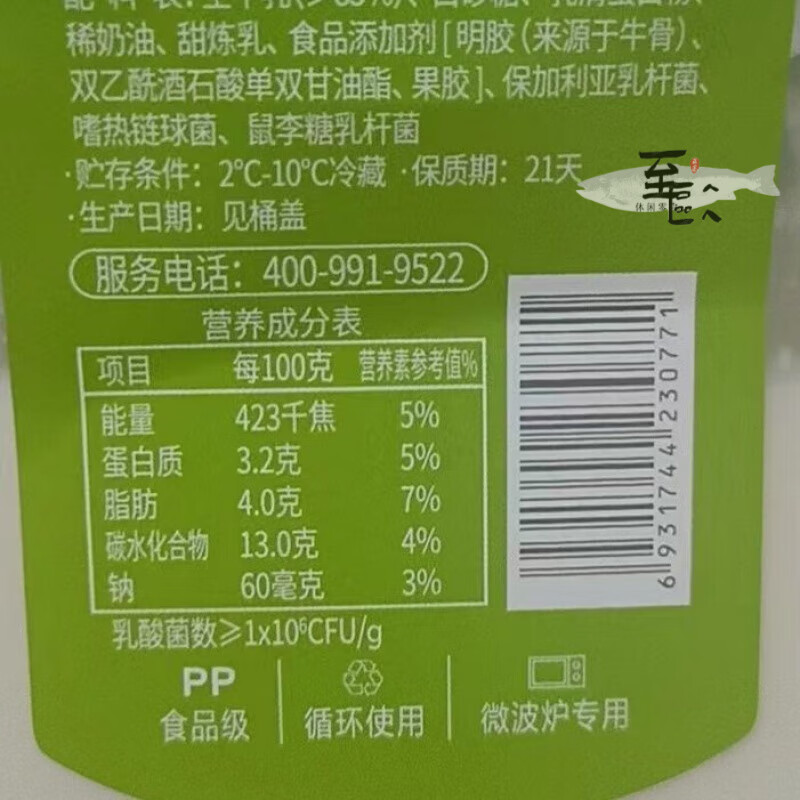 稀奶油、甜炼乳、食品添加剂[明胶(来源于牛骨)、
双乙酰酒石酸单双甘油酯、果胶]、保加利亚乳杆菌、
嗜热链球菌、鼠李糖乳杆菌
·贮存条件：2°C-10°C冷藏 ·保质期：21天
·生产日期：见桶盖
服务电话：400-991-9522
营养成分表
项目 每100克 营养素参考值%
能量 423千焦 5%
蛋白质 3.2克 5%
脂肪 4.0克 7%
碳水化合物 13.0克 4%
钠 60毫克 3%
乳酸菌数≥1x10⁶CFU/g
6931744230771
PP
食品级
循环使用
微波炉专用